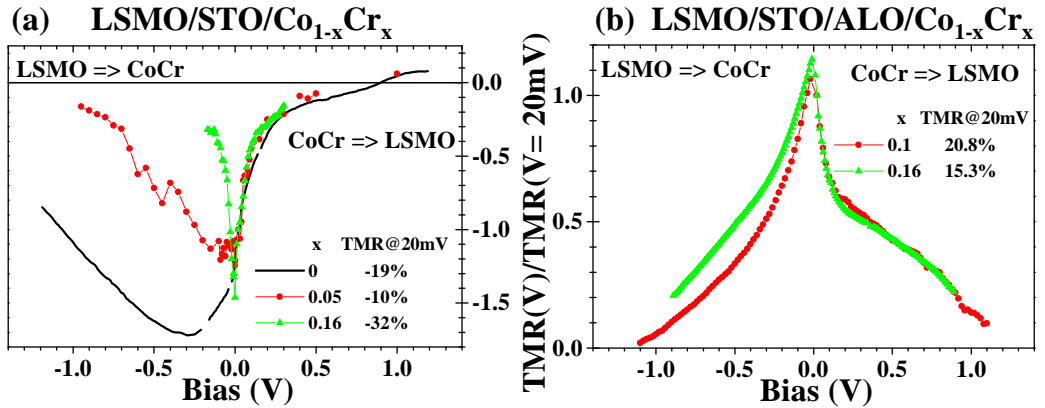 (a) LSMO/STO/Co1-xCrx
LSMO => CoCr
CoCr => LSMO
x TMR@20mV
0 -19%
0.05 -10%
0.16 -32%
0.0
-0.5
-1.0
-1.5
-1.0 -0.5 0.0 0.5 1.0
Bias (V)
(b) LSMO/STO/ALO/Co1-xCrx
TMR(V)/TMR(V= 20mV)
LSMO => CoCr
CoCr => LSMO
x TMR@20mV
0.1 20.8%
0.16 15.3%
1.0
0.5
0.0
-1.0 -0.5 0.0 0.5 1.0
Bias (V)